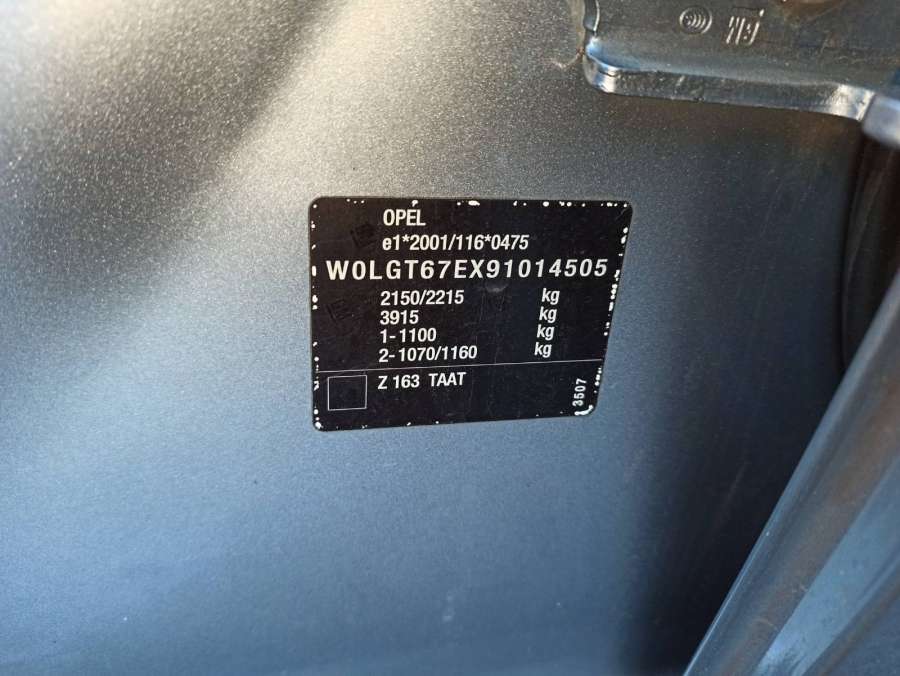 OPEL
e1*2001/116*0475
W0LGT67EX91014505
2150/2215 kg
3915 kg
1-1100 kg
2-1070/1160 kg
Z 163 TAAT
3507